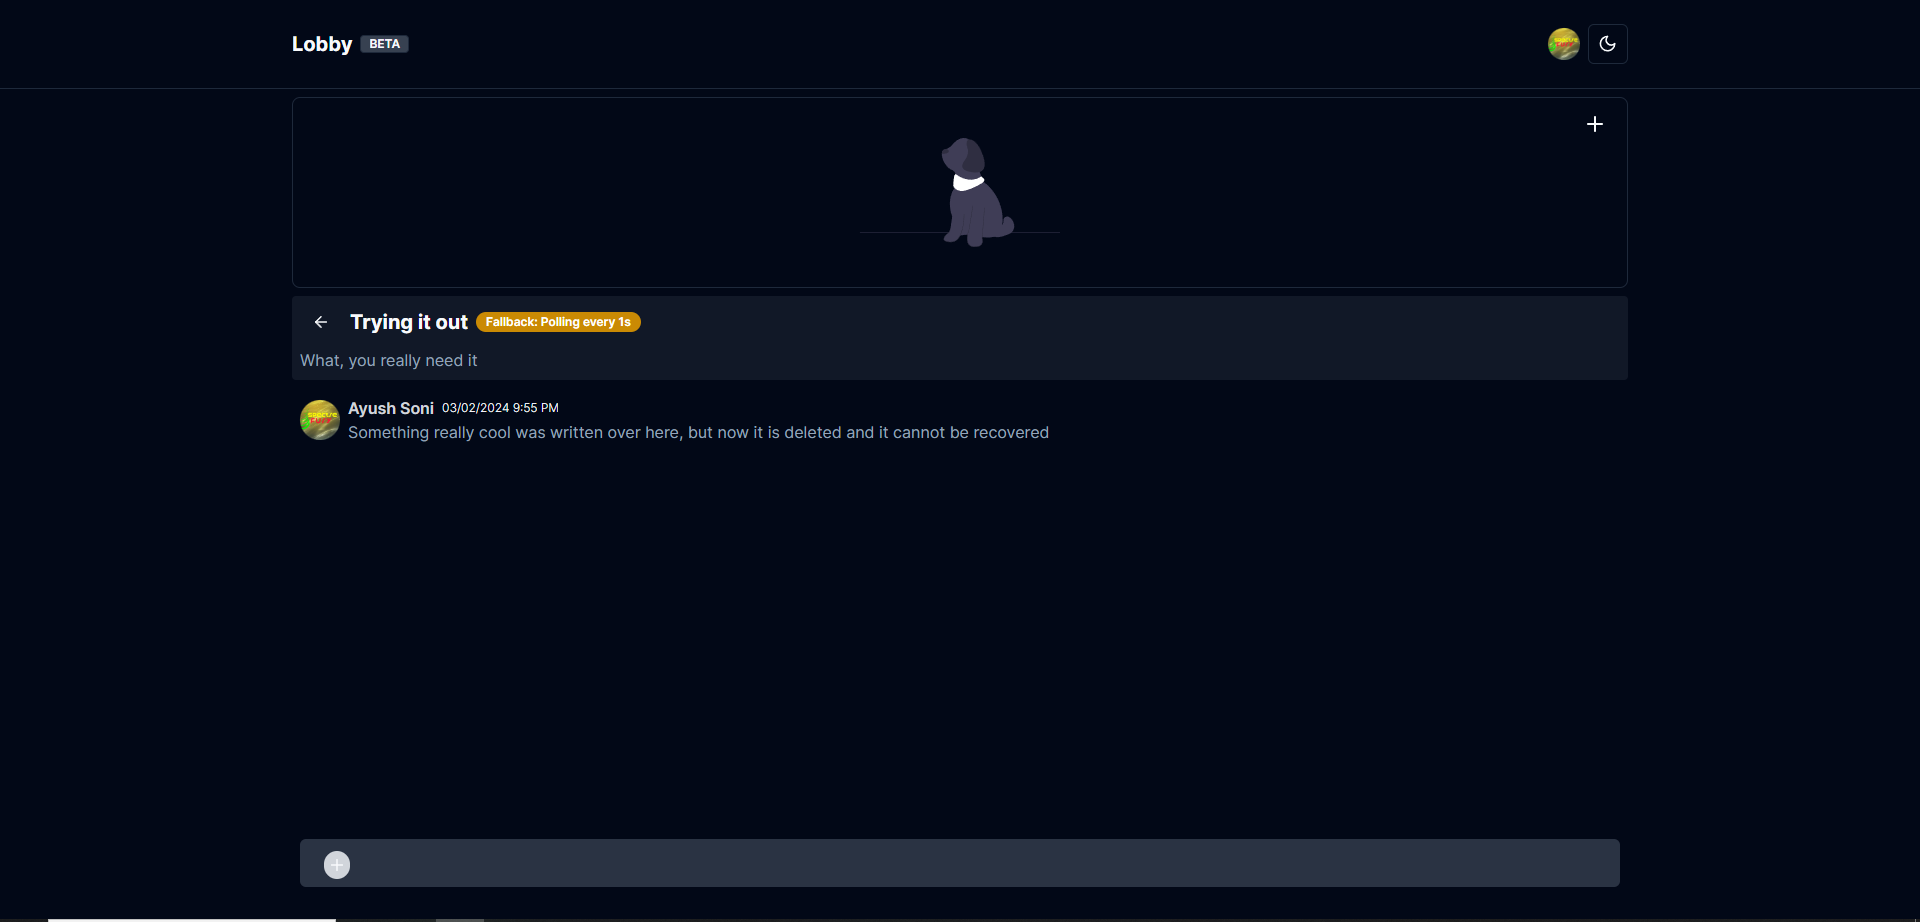 Lobby BETA
Trying it out Fallback: Polling every 1s
What, you really need it
Ayush Soni 03/02/2024 9:55 PM
Something really cool was written over here, but now it is deleted and it cannot be recovered